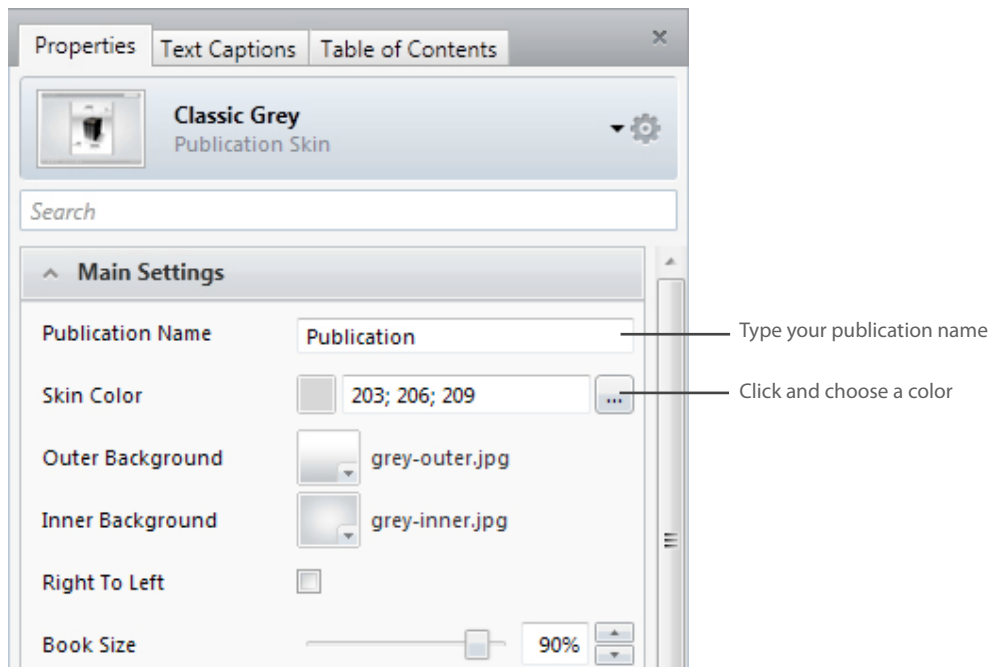 Properties Text Captions Table of Contents
Classic Grey
Publication Skin
Search
Main Settings
Publication Name Publication Type your publication name
Skin Color 203; 206; 209 ... Click and choose a color
Outer Background grey-outer.jpg
Inner Background grey-inner.jpg
Right To Left
Book Size 90%